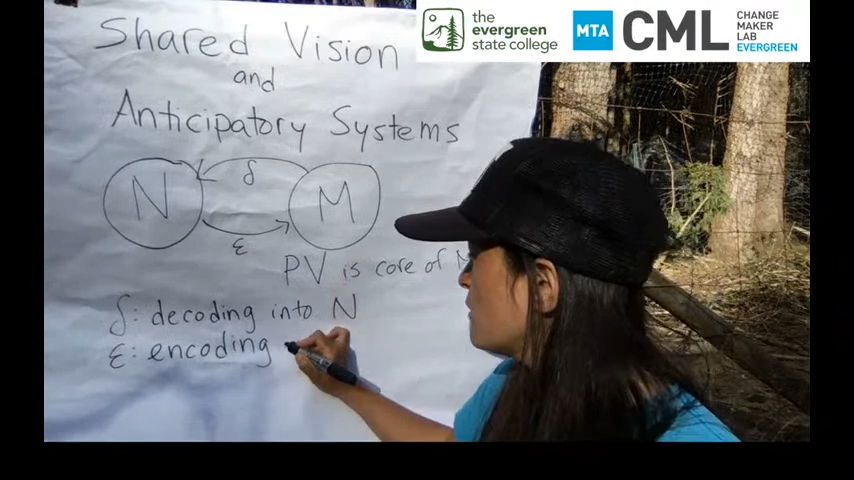 Shared Vision
and
Anticipatory Systems
N
δ
M
ε
PV is core of
δ: decoding into N
ε: encoding
the
evergreen
state college
MTA
CML
CHANGE
MAKER
LAB
EVERGREEN